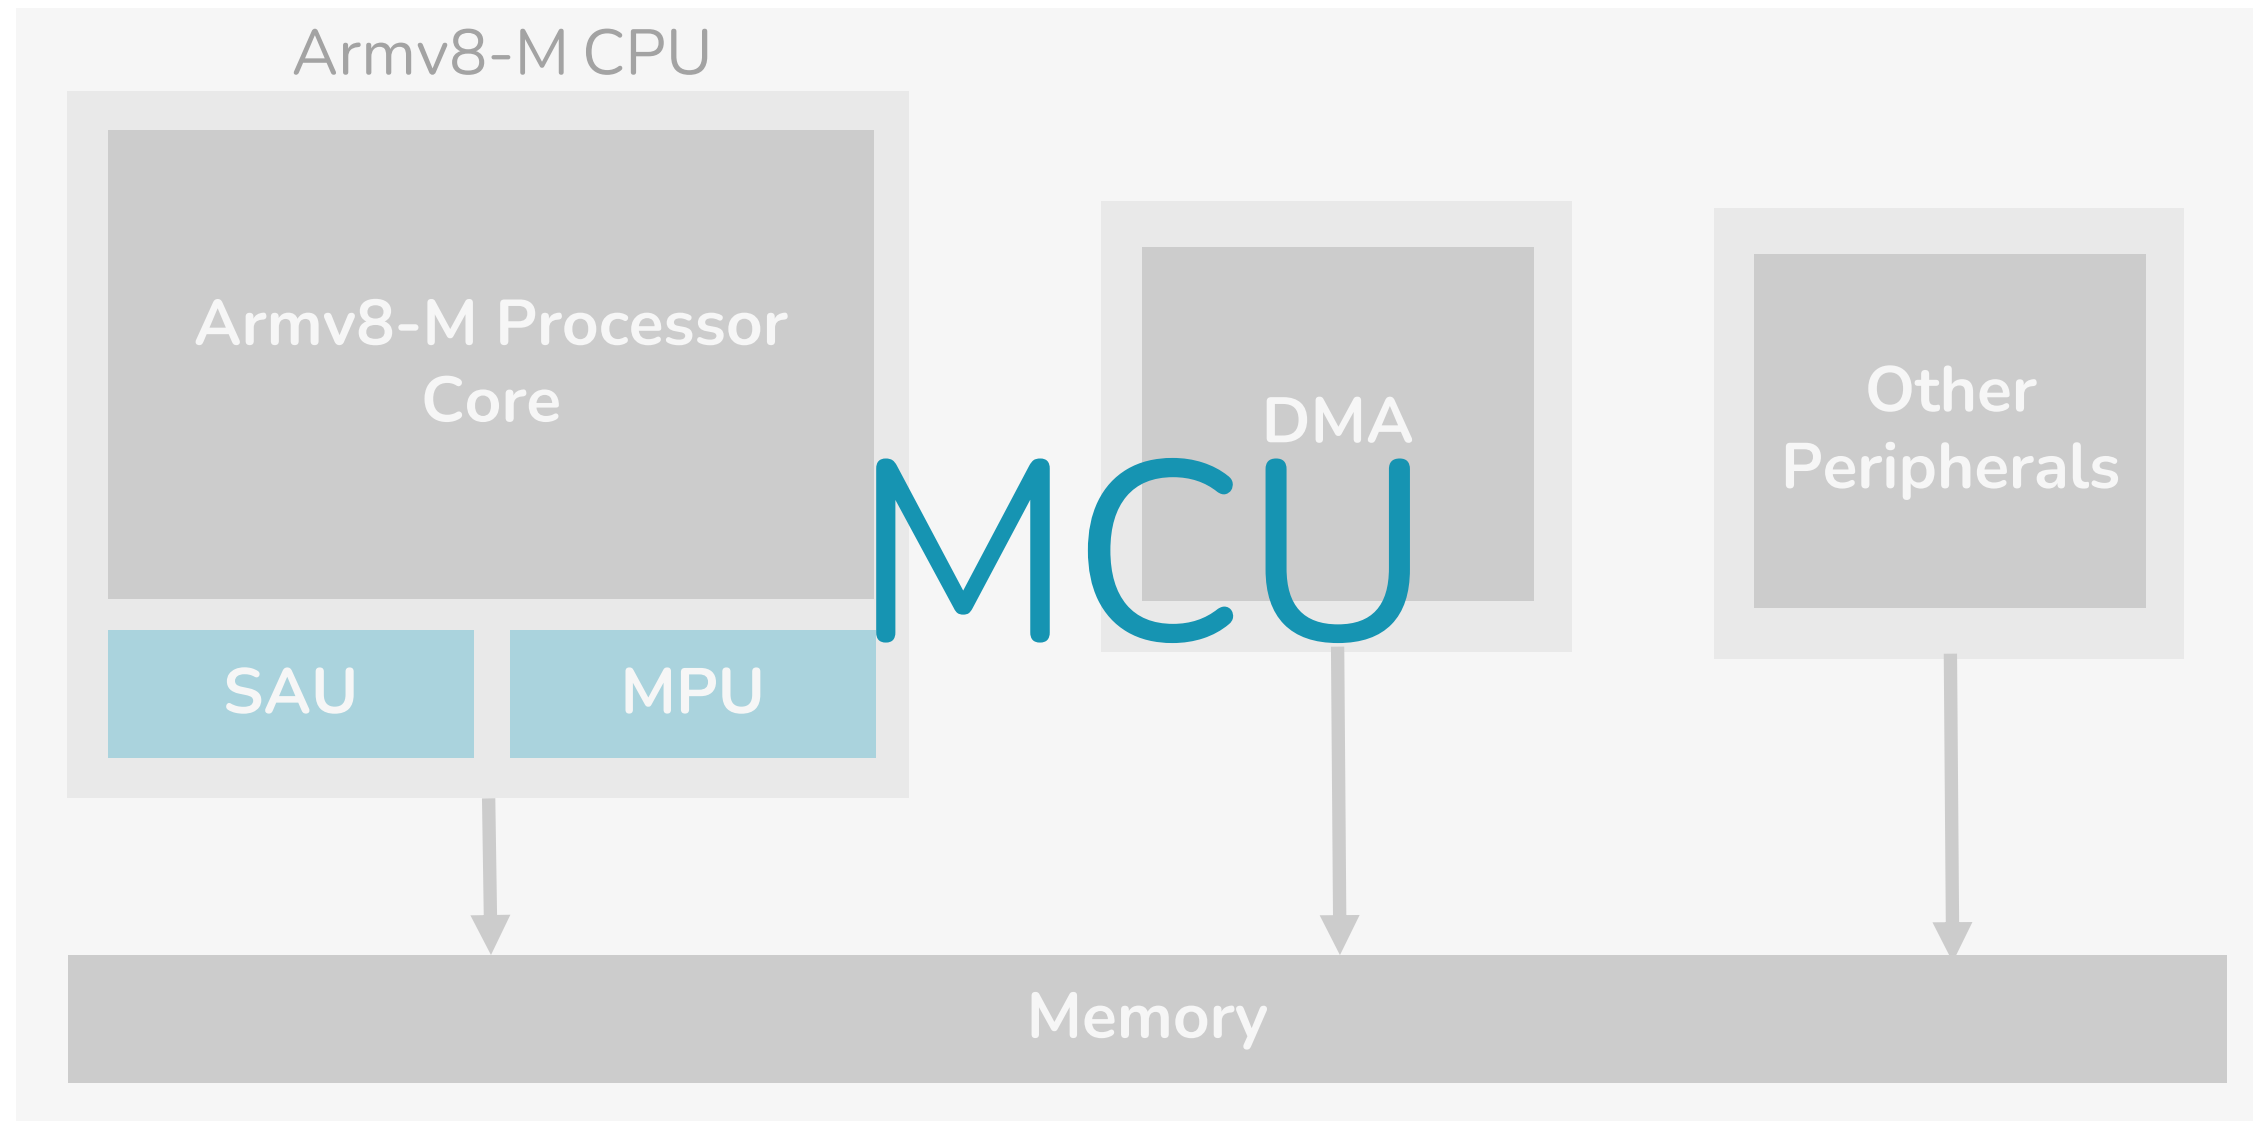 Armv8-M CPU
Armv8-M Processor
Core
SAU
MPU
MCU
DMA
Other
Peripherals
Memory